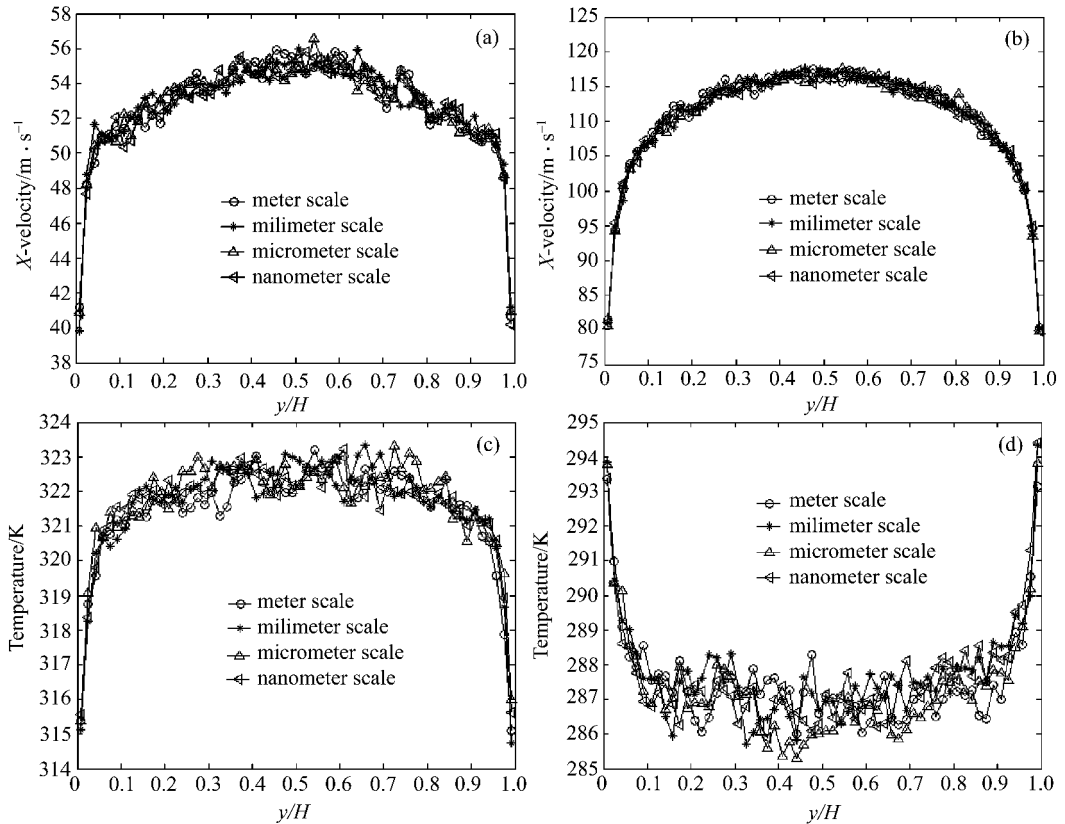 58
56
54
52
50
48
46
44
42
40
38
X-velocity/m · s⁻¹
(a)
meter scale
milimeter scale
micrometer scale
nanometer scale
0 0.1 0.2 0.3 0.4 0.5 0.6 0.7 0.8 0.9 1.0
y/H
125
120
115
110
105
100
95
90
85
80
75
X-velocity/m · s⁻¹
(b)
meter scale
milimeter scale
micrometer scale
nanometer scale
0 0.1 0.2 0.3 0.4 0.5 0.6 0.7 0.8 0.9 1.0
y/H
324
323
322
321
320
319
318
317
316
315
314
Temperature/K
(c)
meter scale
milimeter scale
micrometer scale
nanometer scale
0 0.1 0.2 0.3 0.4 0.5 0.6 0.7 0.8 0.9 1.0
y/H
295
294
293
292
291
290
289
288
287
286
285
Temperature/K
(d)
meter scale
milimeter scale
micrometer scale
nanometer scale
0 0.1 0.2 0.3 0.4 0.5 0.6 0.7 0.8 0.9 1.0
y/H